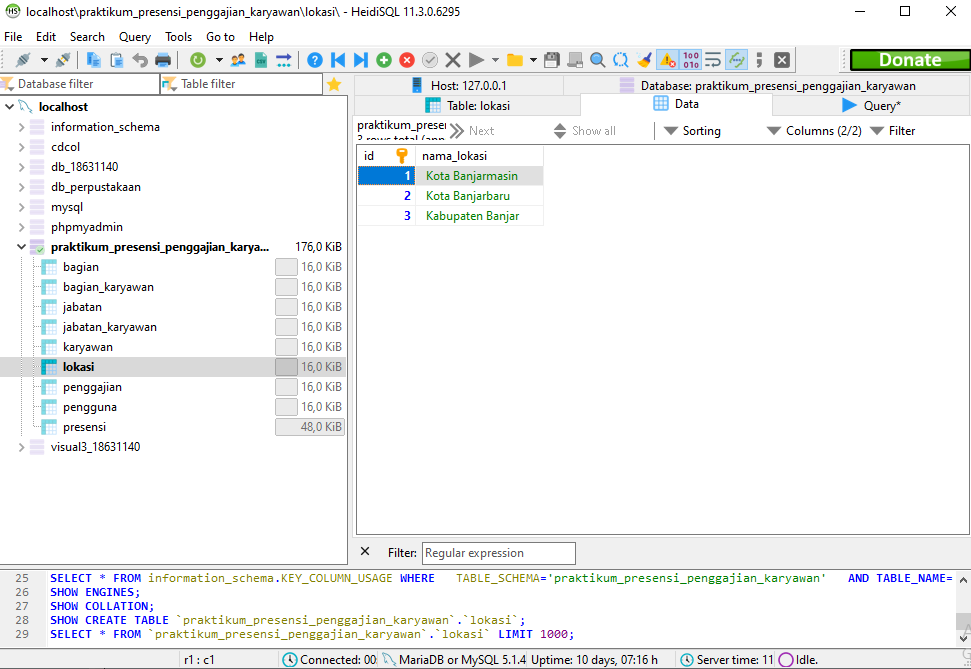 localhost\praktikum_presensi_penggajian_karyawan\lokasi\ - HeidiSQL 11.3.0.6295
File Edit Search Query Tools Go to Help
Donate
Database filter Table filter
Host: 127.0.0.1 Database: praktikum_presensi_penggajian_karyawan
Table: lokasi Data Query*
praktikum_prese Next Show all Sorting Columns (2/2) Filter
3 rows total (app
localhost
information_schema
cdcol
db_18631140
db_perpustakaan
mysql
phpmyadmin
praktikum_presensi_penggajian_karya... 176,0 KiB
bagian 16,0 KiB
bagian_karyawan 16,0 KiB
jabatan 16,0 KiB
jabatan_karyawan 16,0 KiB
karyawan 16,0 KiB
lokasi 16,0 KiB
penggajian 16,0 KiB
pengguna 16,0 KiB
presensi 48,0 KiB
visual3_18631140
id nama_lokasi
1 Kota Banjarmasin
2 Kota Banjarbaru
3 Kabupaten Banjar
Filter: Regular expression
25 SELECT * FROM information_schema.KEY_COLUMN_USAGE WHERE TABLE_SCHEMA='praktikum_presensi_penggajian_karyawan' AND TABLE_NAME=
26 SHOW ENGINES;
27 SHOW COLLATION;
28 SHOW CREATE TABLE `praktikum_presensi_penggajian_karyawan`.`lokasi`;
29 SELECT * FROM `praktikum_presensi_penggajian_karyawan`.`lokasi` LIMIT 1000;
r1 : c1 Connected: 00 MariaDB or MySQL 5.1.4 Uptime: 10 days, 07:16 h Server time: 11 Idle.